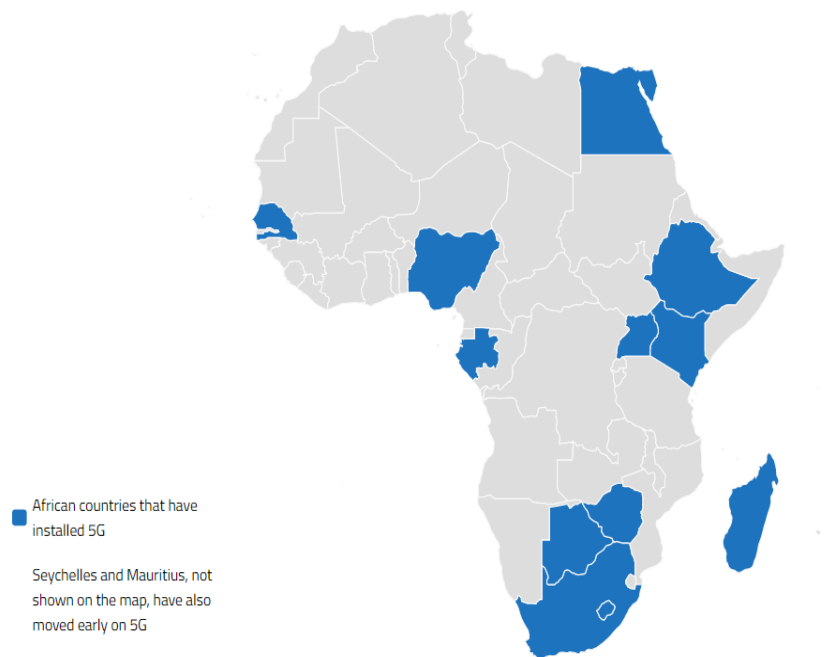 African countries that have
installed 5G
Seychelles and Mauritius, not
shown on the map, have also
moved early on 5G